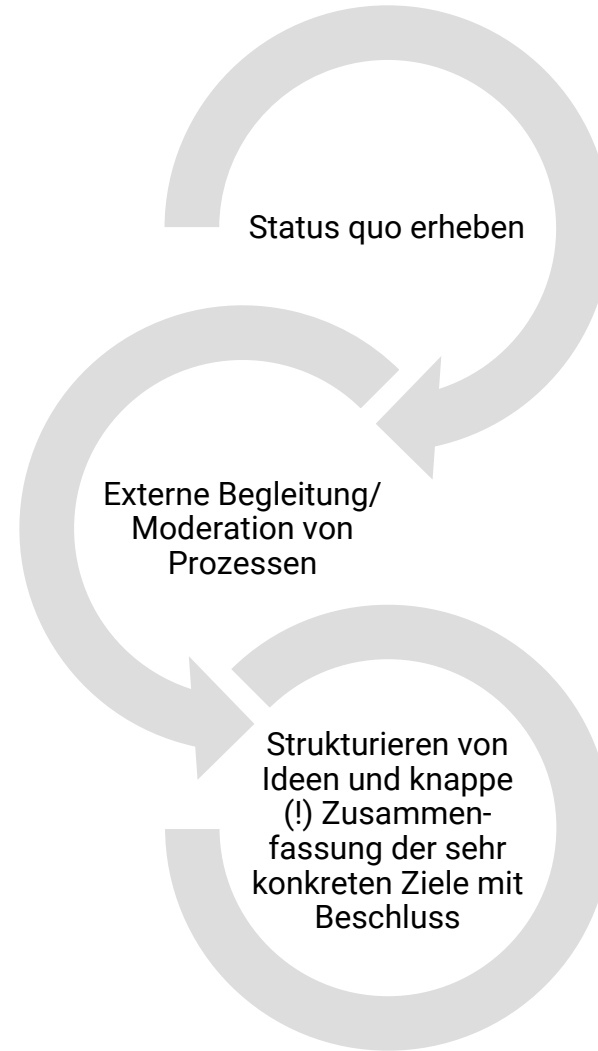 Status quo erheben
Externe Begleitung/
Moderation von
Prozessen
Strukturieren von
Ideen und knappe
(!) Zusammen-
fassung der sehr
konkreten Ziele mit
Beschluss